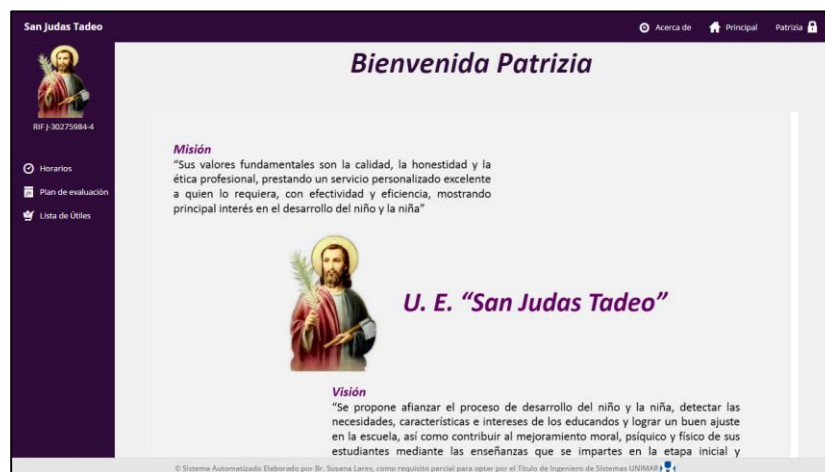 San Judas Tadeo
Acerca de
Principal
Patrizia
RIF J-30275984-4
Horarios
Plan de evaluación
Lista de Útiles
Bienvenida Patrizia
Misión
“Sus valores fundamentales son la calidad, la honestidad y la
ética profesional, prestando un servicio personalizado excelente
a quien lo requiera, con efectividad y eficiencia, mostrando
principal interés en el desarrollo del niño y la niña”
U. E. “San Judas Tadeo”
Visión
“Se propone afianzar el proceso de desarrollo del niño y la niña, detectar las
necesidades, características e intereses de los educandos y lograr un buen ajuste
en la escuela, así como contribuir al mejoramiento moral, psíquico y físico de sus
estudiantes mediante las enseñanzas que se impartes en la etapa inicial y
© Sistema Automatizado Elaborado por Br. Susana Lares, como requisito parcial para optar por el Título de Ingeniero de Sistemas UNIMAR